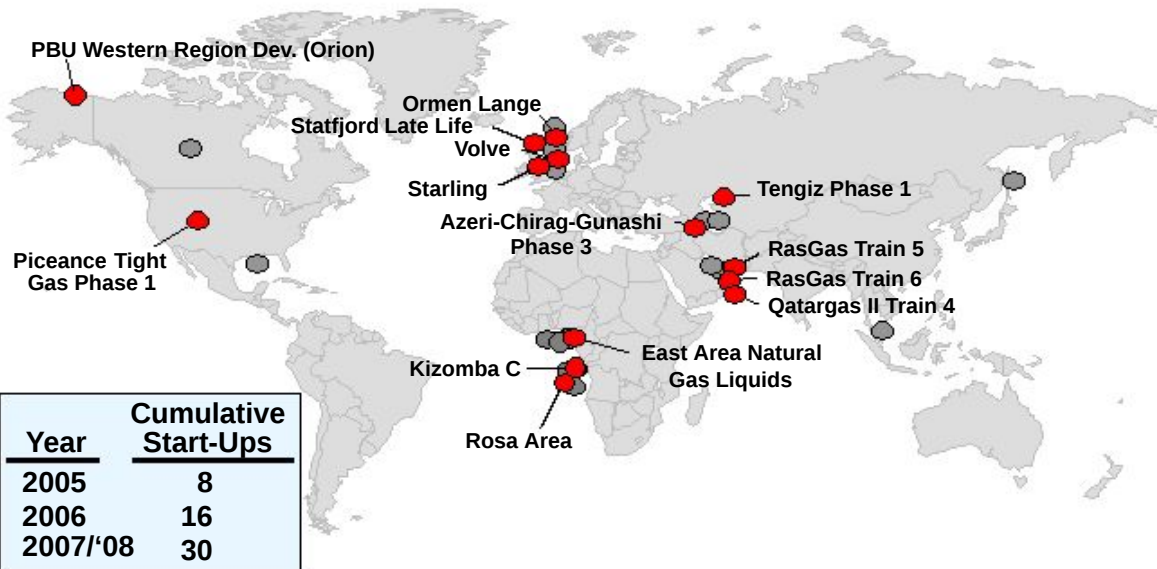 PBU Western Region Dev. (Orion)
Ormen Lange
Statfjord Late Life
Volve
Starling
Tengiz Phase 1
Azeri-Chirag-Gunashi
Phase 3
Piceance Tight
Gas Phase 1
RasGas Train 5
RasGas Train 6
Qatargas II Train 4
East Area Natural
Gas Liquids
Kizomba C
Rosa Area
Cumulative
Year Start-Ups
2005 8
2006 16
2007/‘08 30